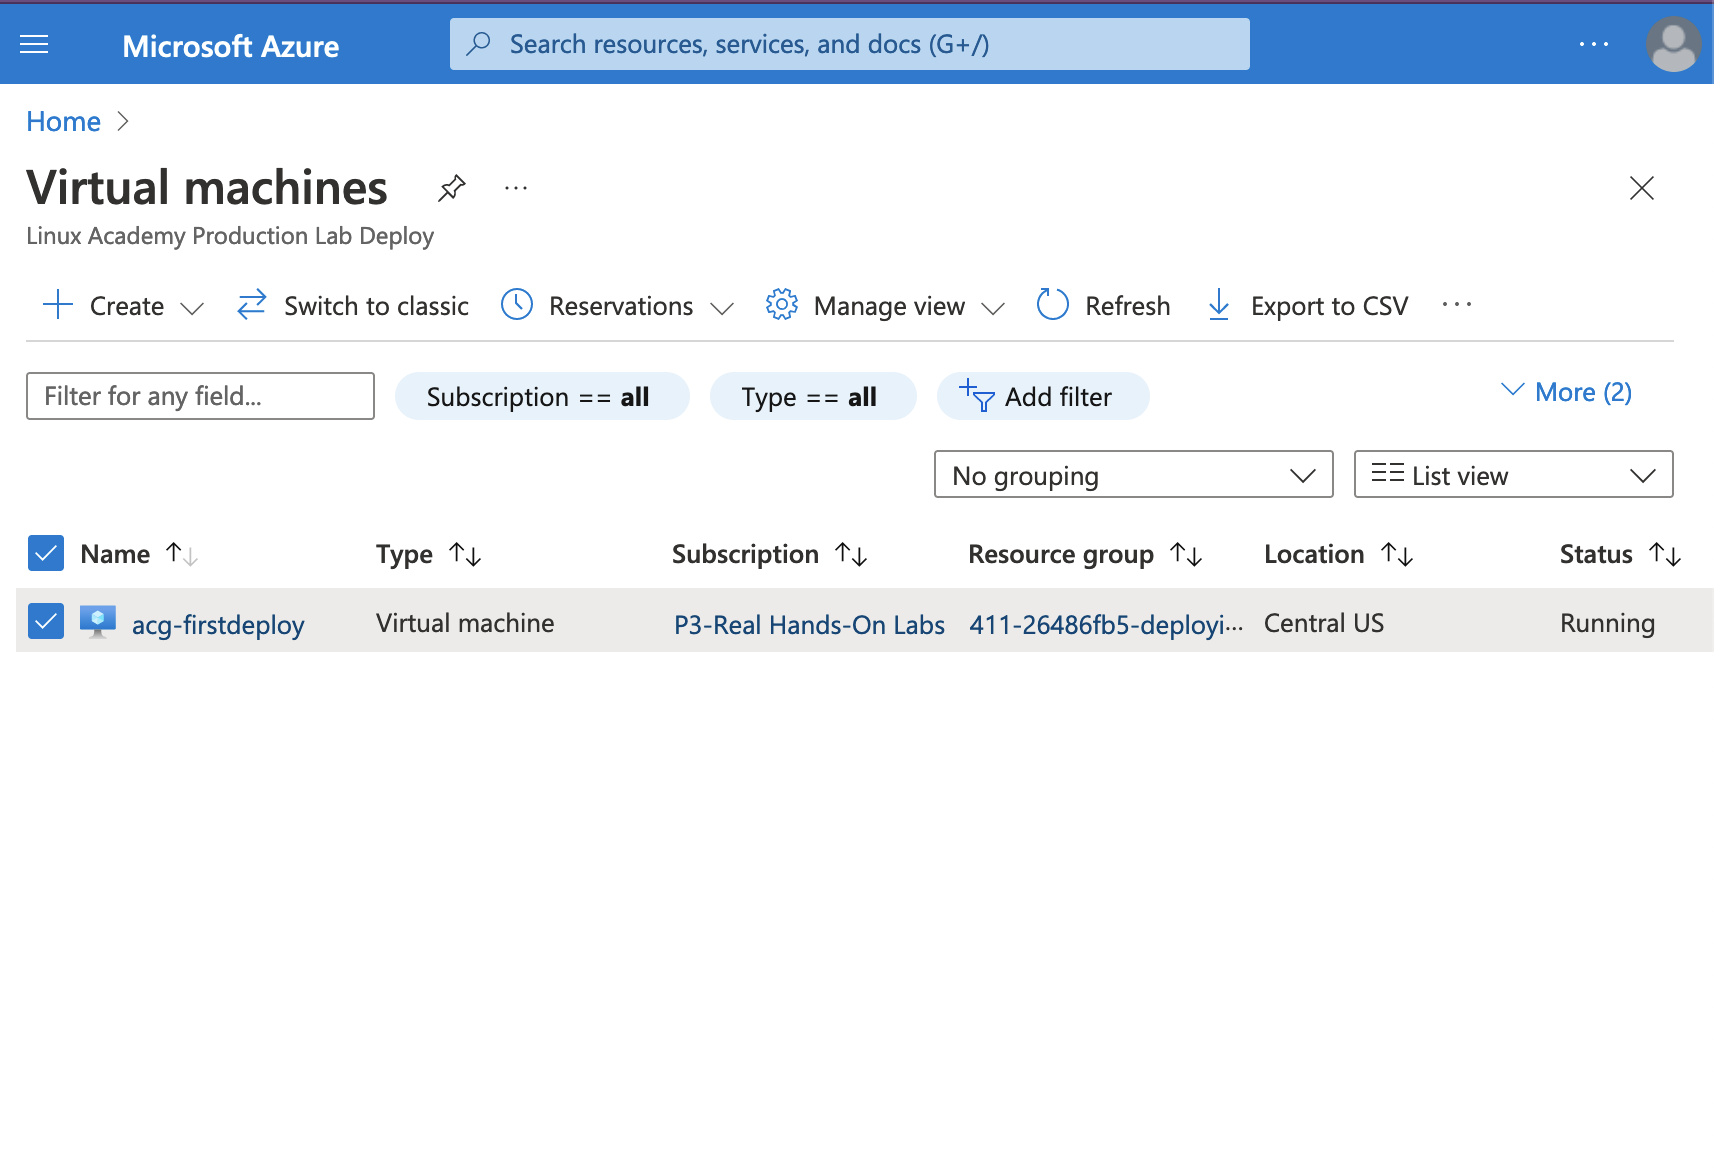 Microsoft Azure
Search resources, services, and docs (G+/)
Home
Virtual machines
Linux Academy Production Lab Deploy
Create Switch to classic Reservations Manage view Refresh Export to CSV
Filter for any field... Subscription == all Type == all Add filter More (2)
No grouping List view
Name Type Subscription Resource group Location Status
acg-firstdeploy Virtual machine P3-Real Hands-On Labs 411-26486fb5-deployi... Central US Running